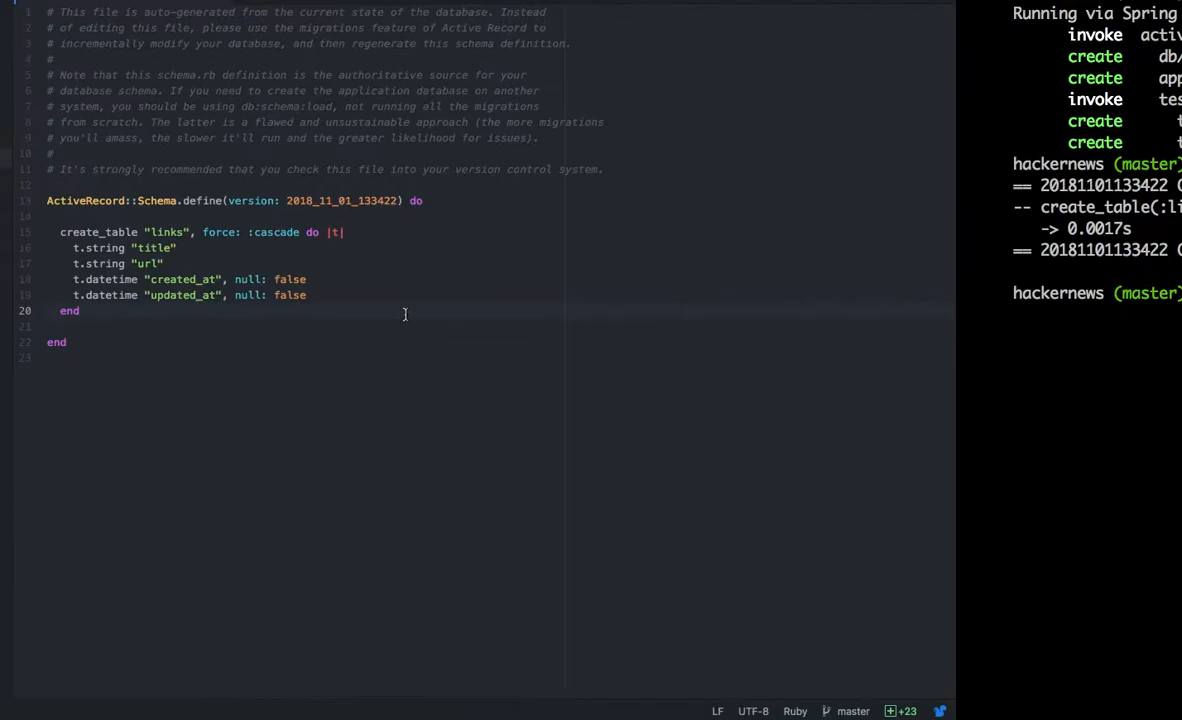 1 # This file is auto-generated from the current state of the database. Instead
2 # of editing this file, please use the migrations feature of Active Record to
3 # incrementally modify your database, and then regenerate this schema definition.
4 #
5 # Note that this schema.rb definition is the authoritative source for your
6 # database schema. If you need to create the application database on another
7 # system, you should be using db:schema:load, not running all the migrations
8 # from scratch. The latter is a flawed and unsustainable approach (the more migrations
9 # you'll amass, the slower it'll run and the greater likelihood for issues).
10 #
11 # It's strongly recommended that you check this file into your version control system.
12
13 ActiveRecord::Schema.define(version: 2018_11_01_133422) do
14
15 create_table "links", force: :cascade do |t|
16 t.string "title"
17 t.string "url"
18 t.datetime "created_at", null: false
19 t.datetime "updated_at", null: false
20 end
21
22 end
23
LF UTF-8 Ruby master +23
Running via Spring
invoke activ
create db/
create app
invoke tes
create t
create t
hackernews (master)
== 20181101133422 C
-- create_table(:li
-> 0.0017s
== 20181101133422 C
hackernews (master)